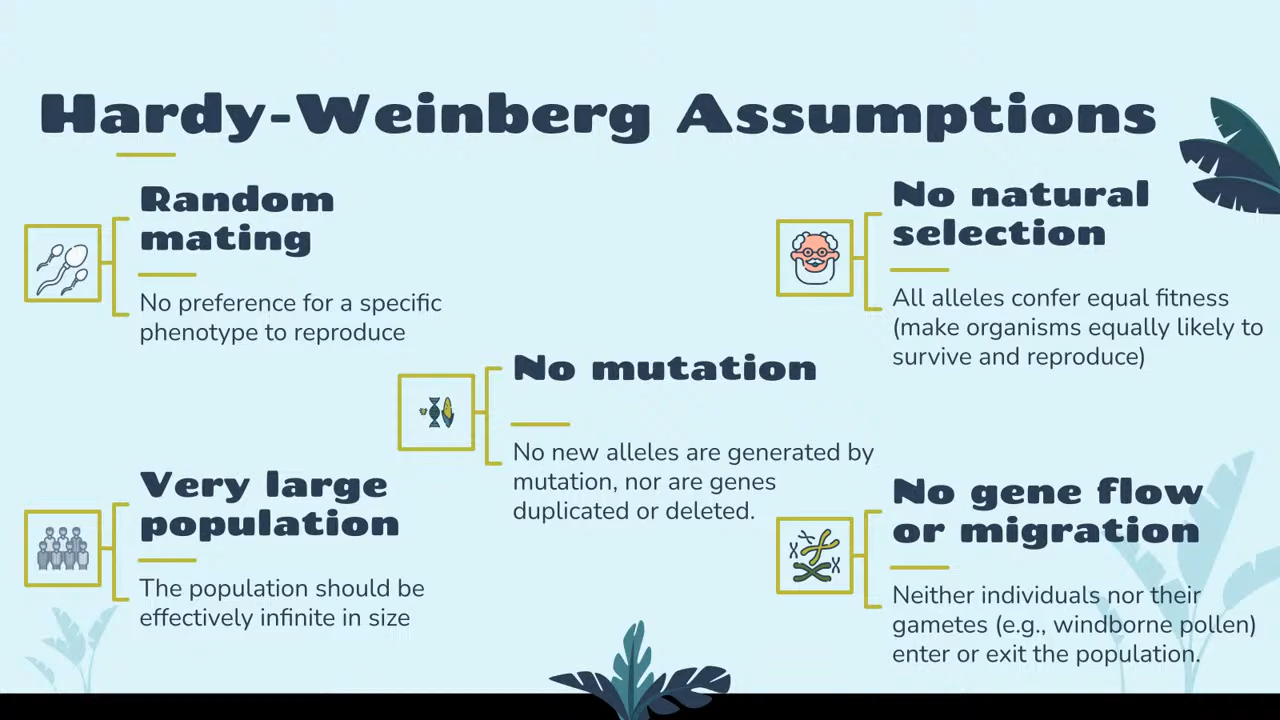 Hardy-Weinberg Assumptions
Random
mating
No preference for a specific
phenotype to reproduce
No natural
selection
All alleles confer equal fitness
(make organisms equally likely to
survive and reproduce)
No mutation
No new alleles are generated by
mutation, nor are genes
duplicated or deleted.
Very large
population
The population should be
effectively infinite in size
No gene flow
or migration
Neither individuals nor their
gametes (e.g., windborne pollen)
enter or exit the population.